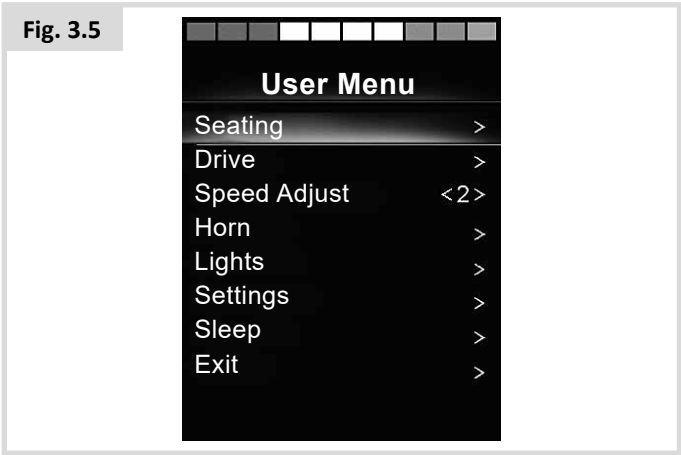 Fig. 3.5
User Menu
Seating >
Drive >
Speed Adjust <2>
Horn >
Lights >
Settings >
Sleep >
Exit >